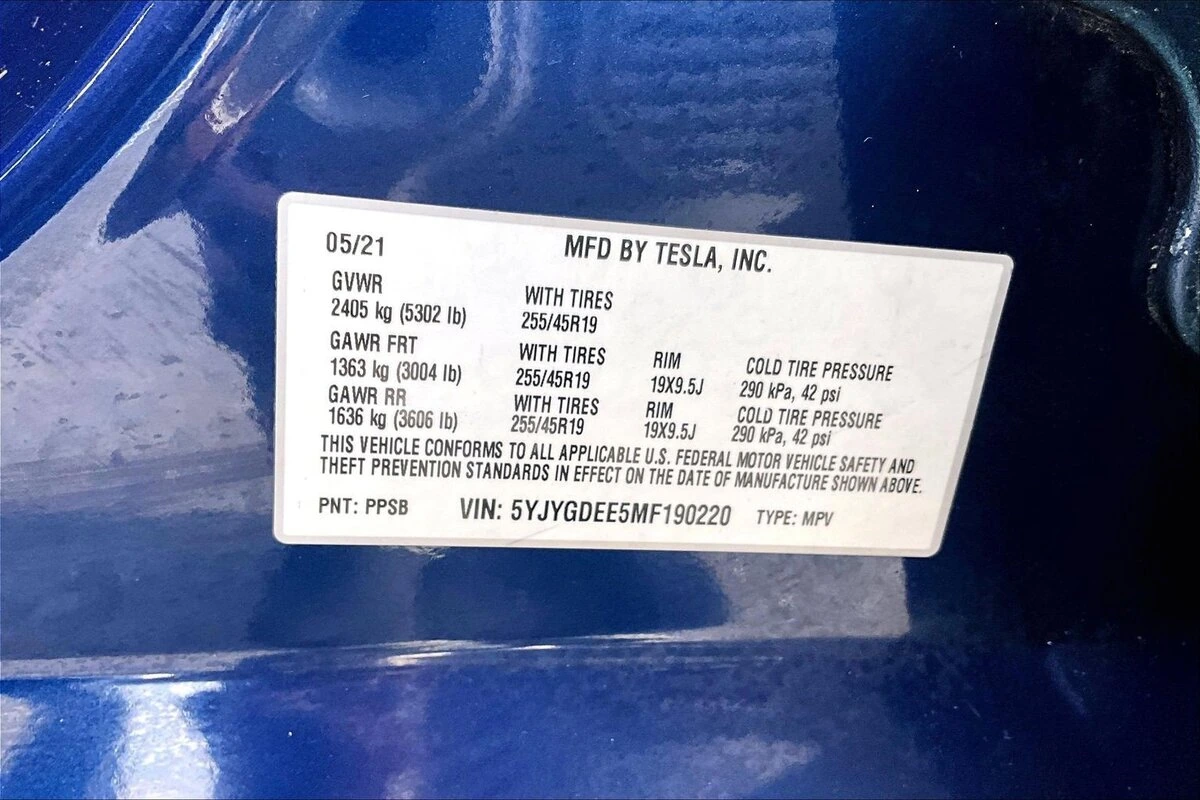 05/21 MFD BY TESLA, INC.
GVWR WITH TIRES
2405 kg (5302 lb) 255/45R19
GAWR FRT WITH TIRES RIM COLD TIRE PRESSURE
1363 kg (3004 lb) 255/45R19 19X9.5J 290 kPa, 42 psi
GAWR RR WITH TIRES RIM COLD TIRE PRESSURE
1636 kg (3606 lb) 255/45R19 19X9.5J 290 kPa, 42 psi
THIS VEHICLE CONFORMS TO ALL APPLICABLE U.S. FEDERAL MOTOR VEHICLE SAFETY AND
THEFT PREVENTION STANDARDS IN EFFECT ON THE DATE OF MANUFACTURE SHOWN ABOVE.
PNT: PPSB VIN: 5YJYGDEE5MF190220 TYPE: MPV